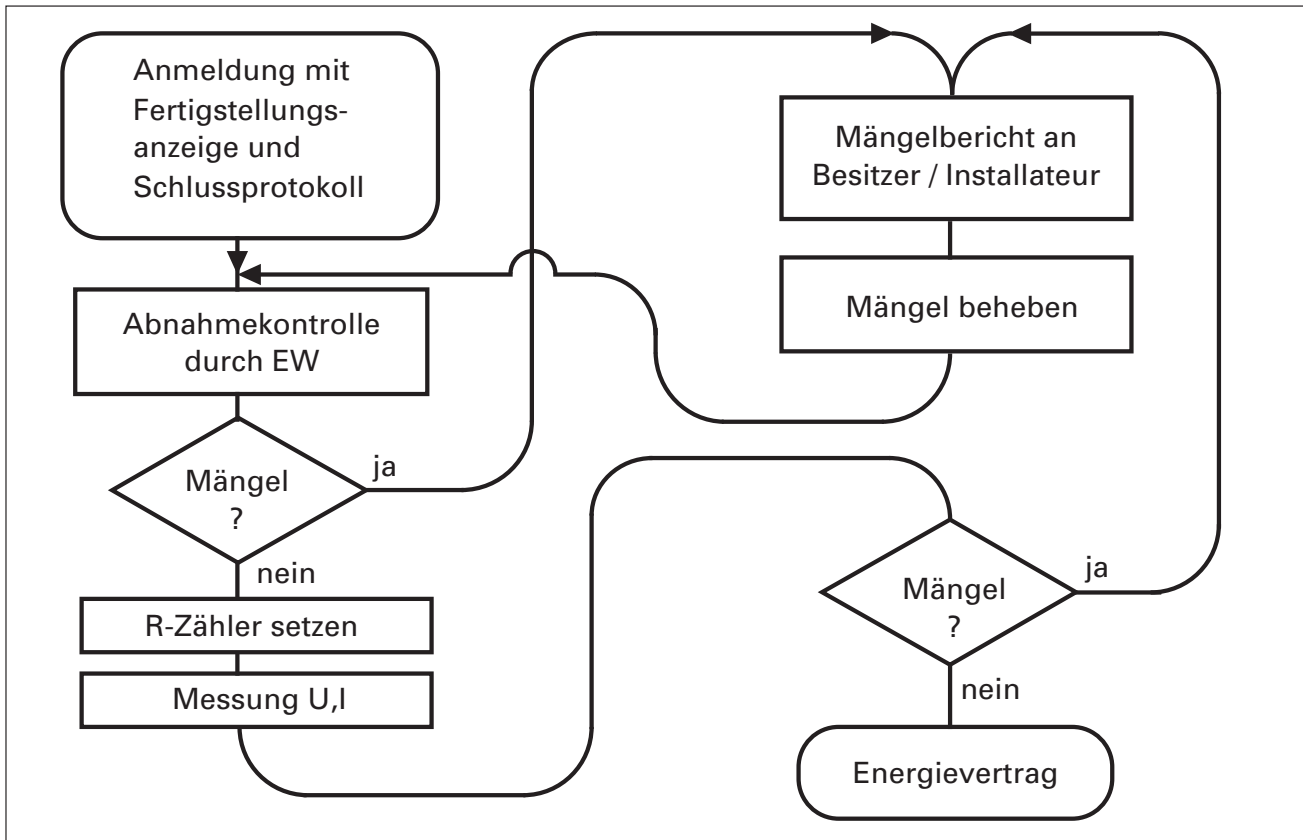 Anmeldung mit
Fertigstellungs-
anzeige und
Schlussprotokoll
Abnahmekontrolle
durch EW
Mängel
?
ja
nein
R-Zähler setzen
Messung U,I
Mängelbericht an
Besitzer / Installateur
Mängel beheben
Mängel
?
ja
nein
Energievertrag